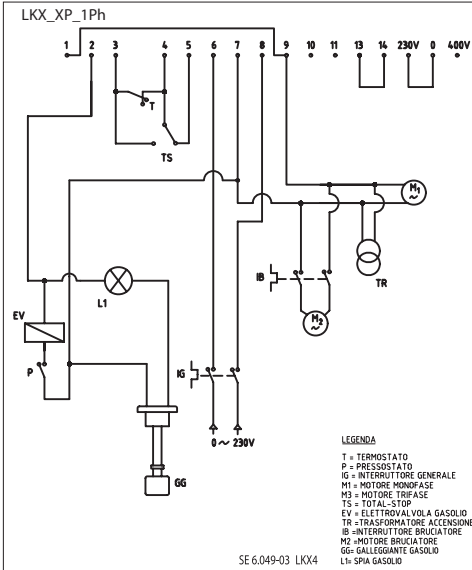 LKX_XP_1Ph
1 2 3 4 5 6 7 8 9 10 11 13 14 230V 0 400V
T
TS
M1
~
IB
TR
L1
M2
~
EV
P
IG
0 ~ 230V
GG
LEGENDA
T = TERMOSTATO
P = PRESSOSTATO
IG = INTERRUTTORE GENERALE
M1 = MOTORE MONOFASE
M3 = MOTORE TRIFASE
TS = TOTAL-STOP
EV = ELETTROVALVOLA GASOLIO
TR =TRASFORMATORE ACCENSIONE
IB =INTERRUTTORE BRUCIATORE
M2 =MOTORE BRUCIATORE
GG= GALLEGGIANTE GASOLIO
L1= SPIA GASOLIO
SE 6.049-03 LKX4